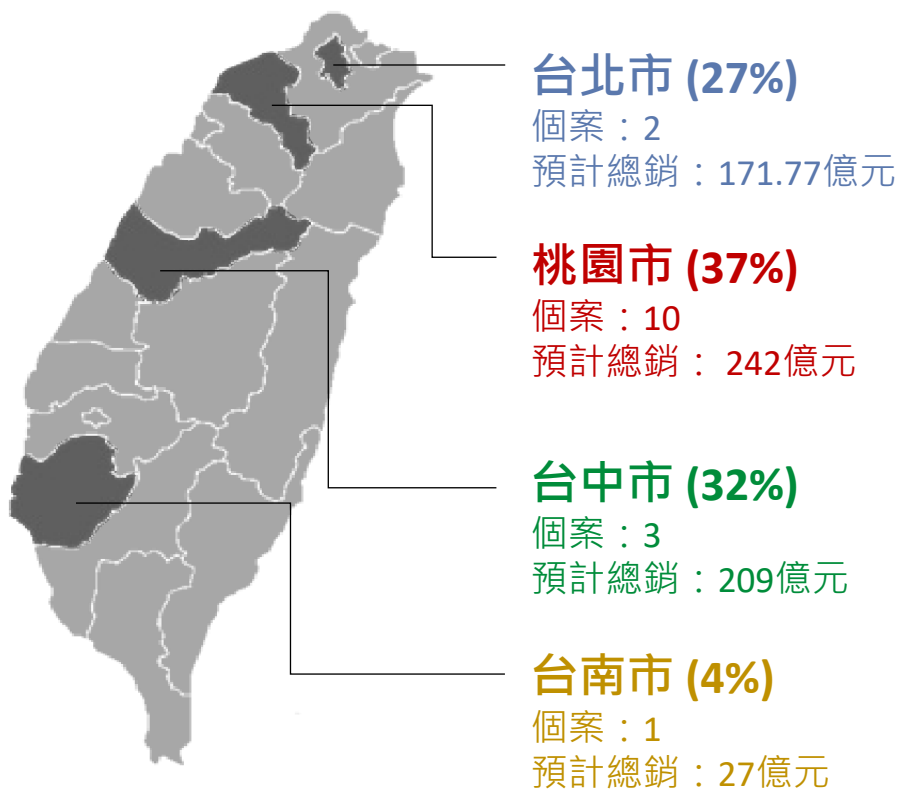 台北市 (27%)
個案：2
預計總銷：171.77億元
桃園市 (37%)
個案：10
預計總銷： 242億元
台中市 (32%)
個案：3
預計總銷：209億元
台南市 (4%)
個案：1
預計總銷：27億元